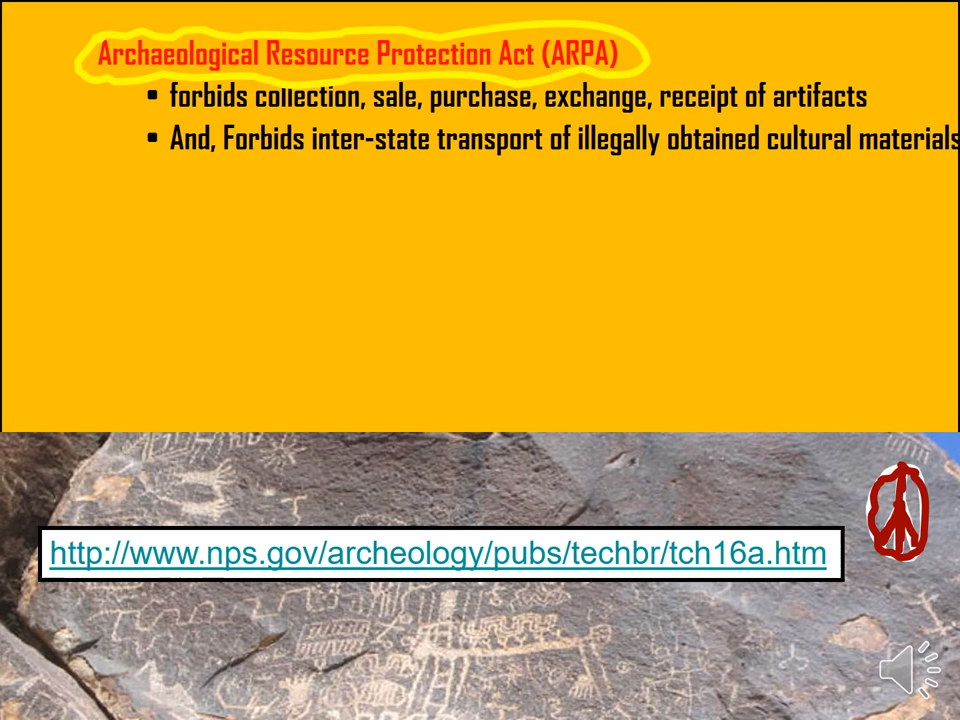 Archaeological Resource Protection Act (ARPA)
• forbids collection, sale, purchase, exchange, receipt of artifacts
• And, Forbids inter-state transport of illegally obtained cultural materials
http://www.nps.gov/archeology/pubs/techbr/tch16a.htm